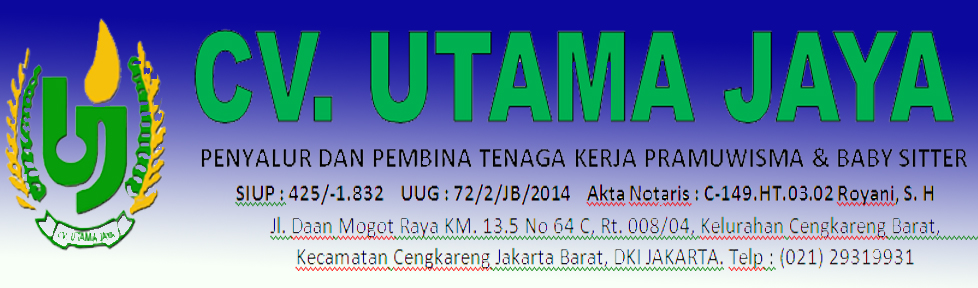 CV. UTAMA JAYA
PENYALUR DAN PEMBINA TENAGA KERJA PRAMUWISMA & BABY SITTER
SIUP : 425/-1.832 UUG : 72/2/JB/2014 Akta Notaris : C-149.HT.03.02 Royani, S. H
Jl. Daan Mogot Raya KM. 13.5 No 64 C, Rt. 008/04, Kelurahan Cengkareng Barat,
Kecamatan Cengkareng Jakarta Barat, DKI JAKARTA. Telp : (021) 29319931
CV. UTAMA JAYA